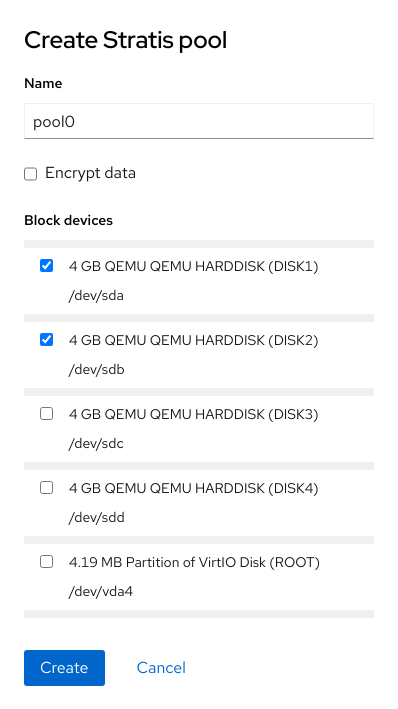 Create Stratis pool
Name
pool0
Encrypt data
Block devices
4 GB QEMU QEMU HARDDISK (DISK1)
/dev/sda
4 GB QEMU QEMU HARDDISK (DISK2)
/dev/sdb
4 GB QEMU QEMU HARDDISK (DISK3)
/dev/sdc
4 GB QEMU QEMU HARDDISK (DISK4)
/dev/sdd
4.19 MB Partition of VirtIO Disk (ROOT)
/dev/vda4
Create Cancel